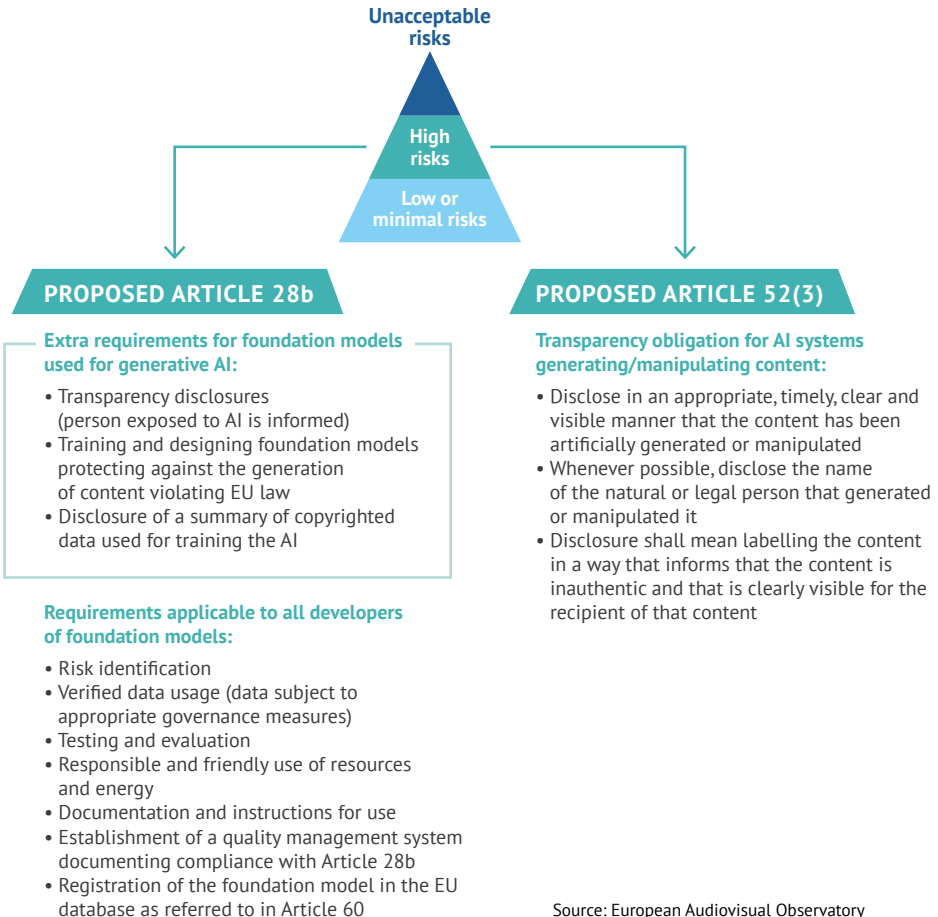 Unacceptable
risks
High
risks
Low or
minimal risks
PROPOSED ARTICLE 28b
Extra requirements for foundation models
used for generative AI:
• Transparency disclosures
(person exposed to AI is informed)
• Training and designing foundation models
protecting against the generation
of content violating EU law
• Disclosure of a summary of copyrighted
data used for training the AI
Requirements applicable to all developers
of foundation models:
• Risk identification
• Verified data usage (data subject to
appropriate governance measures)
• Testing and evaluation
• Responsible and friendly use of resources
and energy
• Documentation and instructions for use
• Establishment of a quality management system
documenting compliance with Article 28b
• Registration of the foundation model in the EU
database as referred to in Article 60
PROPOSED ARTICLE 52(3)
Transparency obligation for AI systems
generating/manipulating content:
• Disclose in an appropriate, timely, clear and
visible manner that the content has been
artificially generated or manipulated
• Whenever possible, disclose the name
of the natural or legal person that generated
or manipulated it
• Disclosure shall mean labelling the content
in a way that informs that the content is
inauthentic and that is clearly visible for the
recipient of that content
Source: European Audiovisual Observatory